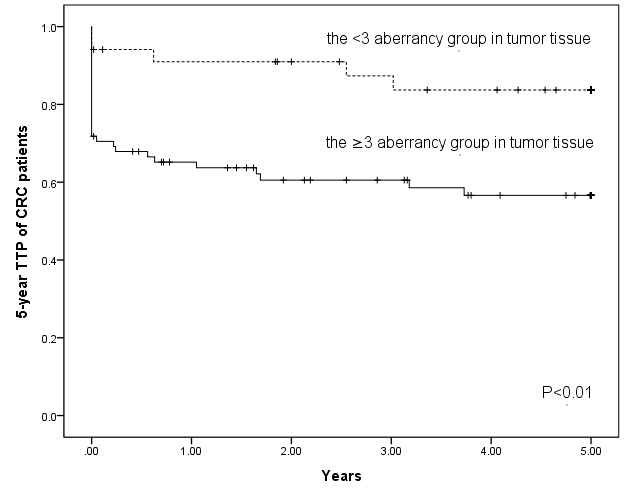 1.0
the <3 aberrancy group in tumor tissue
0.8
the ≥3 aberrancy group in tumor tissue
0.6
0.4
0.2
0.0
5-year TTP of CRC patients
P<0.01
.00 1.00 2.00 3.00 4.00 5.00
Years